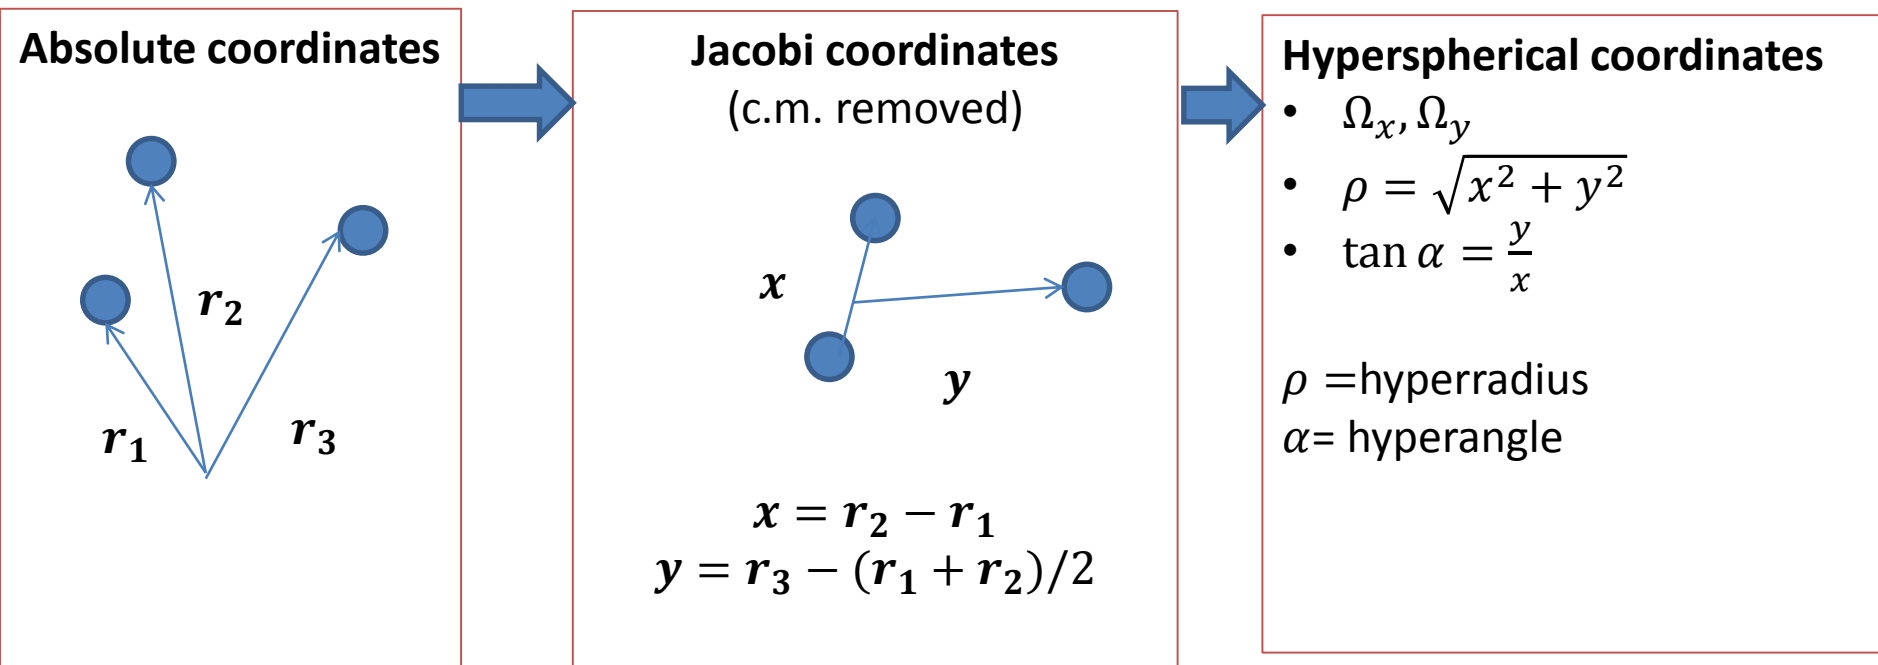 Absolute coordinates
r₂
r₁
r₃
Jacobi coordinates
(c.m. removed)
x
y
x = r₂ − r₁
y = r₃ − (r₁ + r₂)/2
Hyperspherical coordinates
• Ωₓ, Ω_y
• ρ = √(x² + y²)
• tan α = y/x
ρ =hyperradius
α= hyperangle